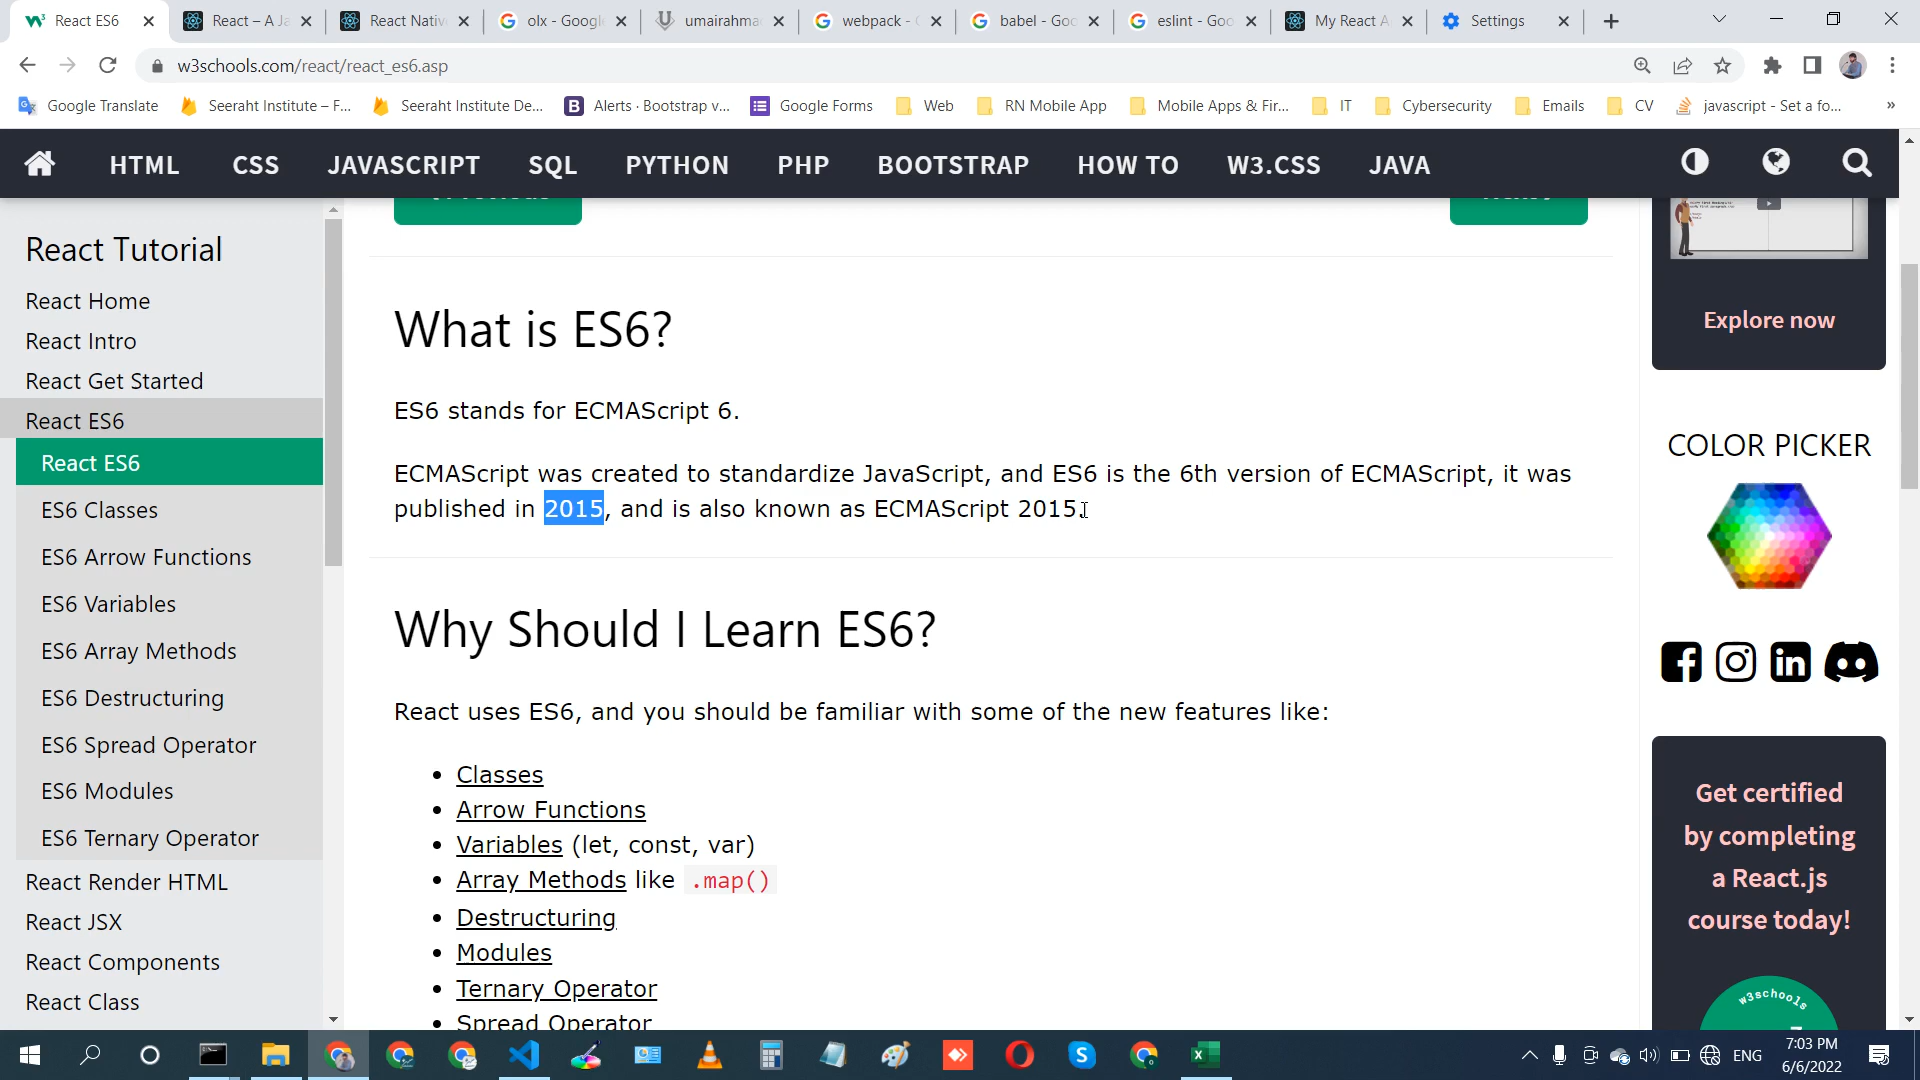 React ES6
React – A Ja
React Nativ
olx - Google
umairahma
webpack - G
babel - Goo
eslint - Goo
My React A
Settings
w3schools.com/react/react_es6.asp
Google Translate
Seeraht Institute – F...
Seeraht Institute De...
Alerts · Bootstrap v...
Google Forms
Web
RN Mobile App
Mobile Apps & Fir...
IT
Cybersecurity
Emails
CV
javascript - Set a fo...
»
HTML
CSS
JAVASCRIPT
SQL
PYTHON
PHP
BOOTSTRAP
HOW TO
W3.CSS
JAVA
React Tutorial
React Home
React Intro
React Get Started
React ES6
React ES6
ES6 Classes
ES6 Arrow Functions
ES6 Variables
ES6 Array Methods
ES6 Destructuring
ES6 Spread Operator
ES6 Modules
ES6 Ternary Operator
React Render HTML
React JSX
React Components
React Class
What is ES6?
ES6 stands for ECMAScript 6.
ECMAScript was created to standardize JavaScript, and ES6 is the 6th version of ECMAScript, it was
published in 2015, and is also known as ECMAScript 2015.
Why Should I Learn ES6?
React uses ES6, and you should be familiar with some of the new features like:
• Classes
• Arrow Functions
• Variables (let, const, var)
• Array Methods like .map()
• Destructuring
• Modules
• Ternary Operator
• Spread Operator
Explore now
COLOR PICKER
Get certified
by completing
a React.js
course today!
w3schools
ENG
7:03 PM
6/6/2022